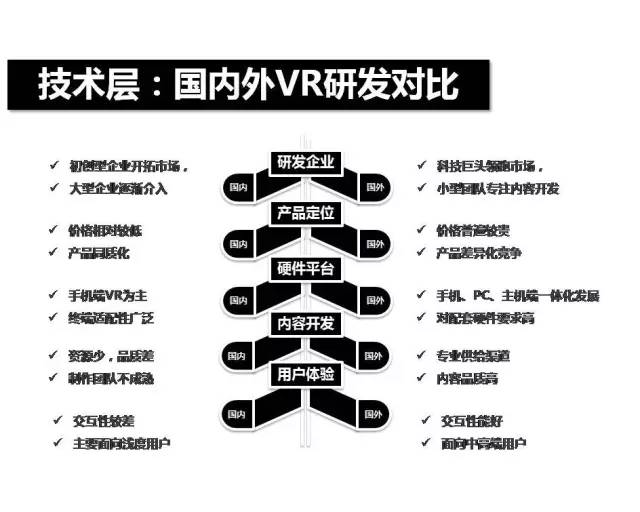 技术层：国内外VR研发对比
研发企业
国内
国外
✓ 初创型企业开拓市场，
✓ 大型企业逐渐介入
✓ 科技巨头领跑市场，
✓ 小型团队专注内容开发
产品定位
国内
国外
✓ 价格相对较低
✓ 产品同质化
✓ 价格普遍较贵
✓ 产品差异化竞争
硬件平台
国内
国外
✓ 手机端VR为主
✓ 终端适配性广泛
✓ 手机、PC、主机端一体化发展
✓ 对配套硬件要求高
内容开发
国内
国外
✓ 资源少，品质差
✓ 制作团队不成熟
✓ 专业供给渠道
✓ 内容品质高
用户体验
国内
国外
✓ 交互性较差
✓ 主要面向浅度用户
✓ 交互性能好
✓ 面向中高端用户